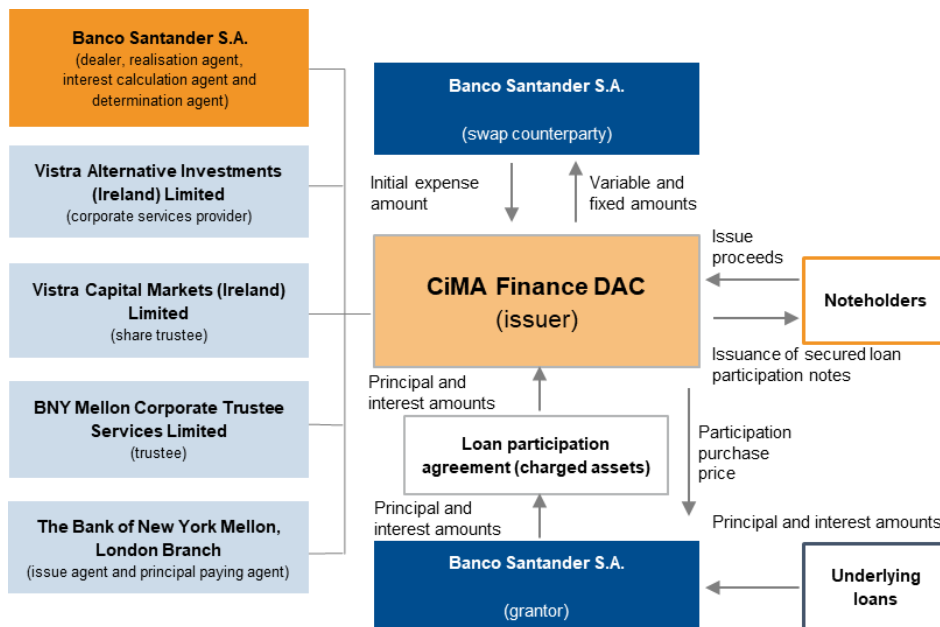 Banco Santander S.A.
(dealer, realisation agent,
interest calculation agent and
determination agent)
Vistra Alternative Investments
(Ireland) Limited
(corporate services provider)
Vistra Capital Markets (Ireland)
Limited
(share trustee)
BNY Mellon Corporate Trustee
Services Limited
(trustee)
The Bank of New York Mellon,
London Branch
(issue agent and principal paying agent)
Banco Santander S.A.
(swap counterparty)
Initial expense
amount
Variable and
fixed amounts
CiMA Finance DAC
(issuer)
Issue
proceeds
Noteholders
Issuance of secured loan
participation notes
Principal and
interest amounts
Loan participation
agreement (charged assets)
Participation
purchase
price
Principal and
interest amounts
Principal and interest amounts
Banco Santander S.A.
(grantor)
Underlying
loans